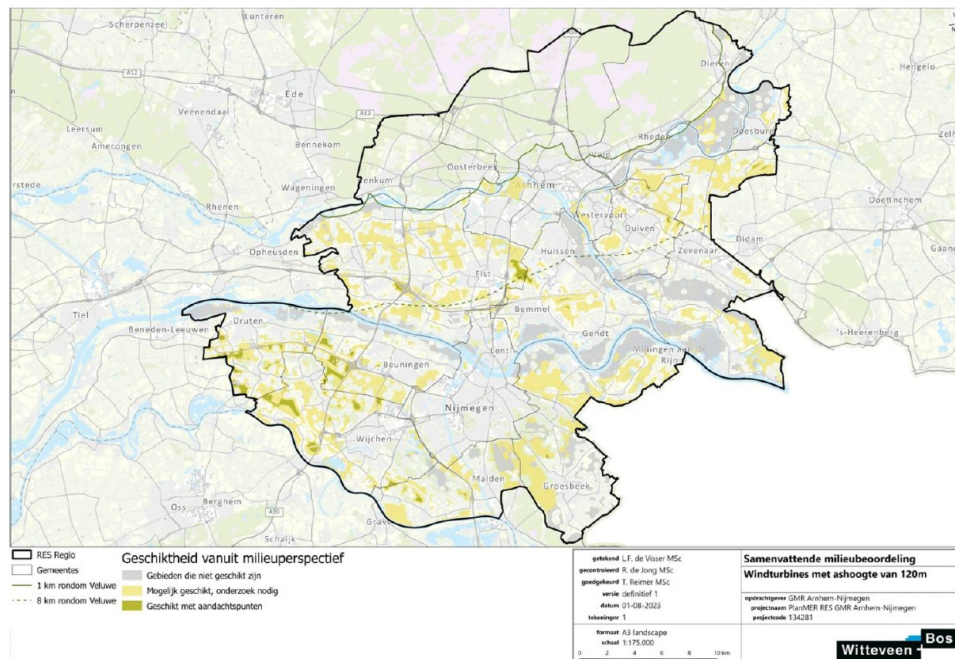 Scherpenzeel
Lunteren
Dieren
Hengelo
A12
Ede
Veenendaal
A12
Leersum
Amerongen
Bennekom
Rheden
Doesburg
Velp
Oosterbeek
Wageningen
Arnhem
Rhenen
Doetinchem
Westervoort
Duiven
Didam
Opheusden
Huissen
Zevenaar
Elst
Tiel
Bemmel
's-Heerenberg
Beneden-Leeuwen
Druten
Gendt
Lent
Millingen aan de
Rijn
Beuningen
Nijmegen
Wijchen
Malden
Groesbeek
Berghem
Oss
A50
Grave
Schaijk
RES Regio
Gemeentes
1 km rondom Veluwe
8 km rondom Veluwe
Geschiktheid vanuit milieuperspectief
Gebieden die niet geschikt zijn
Mogelijk geschikt, onderzoek nodig
Geschikt met aandachtspunten
getekend L.F. de Visser MSc
gecontroleerd R. de Jong MSc
goedgekeurd T. Reimer MSc
versie definitief 1
datum 01-08-2023
tekeningnr 1
formaat A3 landscape
schaal 1:175.000
0 2 4 6 8 10 km
Samenvattende milieubeoordeling
Windturbines met ashoogte van 120m
opdrachtgever GMR Arnhem-Nijmegen
projectnaam PlanMER RES GMR Arnhem-Nijmegen
projectcode 134281
Witteveen + Bos